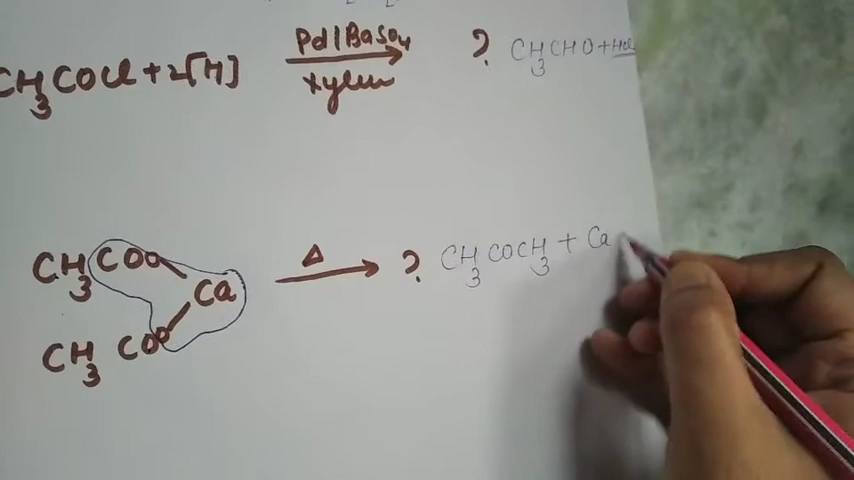 Pd|BaSO4
CH3COCl + 2[H] → ? CH3CHO + HCl
xylene
Δ
CH3COO
Ca → ? CH3COCH3 + Ca
CH3COO